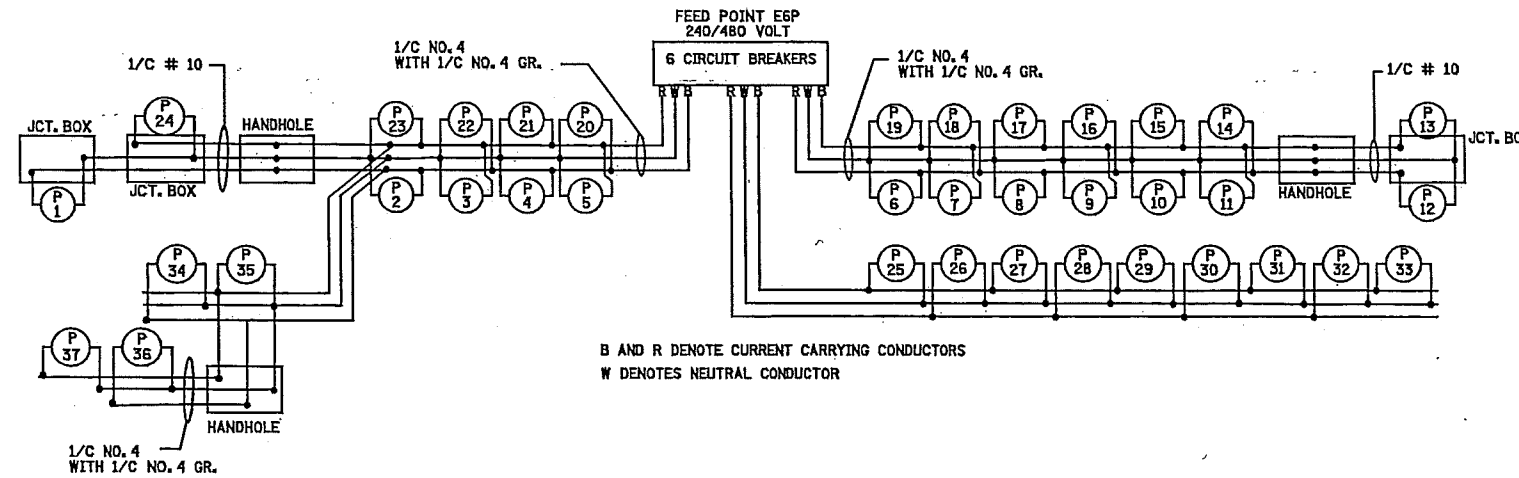 FEED POINT E6P
240/480 VOLT
6 CIRCUIT BREAKERS
R W B R W B R W B
1/C # 10
1/C NO. 4
WITH 1/C NO. 4 GR.
1/C NO. 4
WITH 1/C NO. 4 GR.
1/C # 10
JCT. BOX
P 24
JCT. BOX
HANDHOLE
P 23
P 22
P 21
P 20
P 19
P 18
P 17
P 16
P 15
P 14
HANDHOLE
P 13
JCT. BO
P 1
P 2
P 3
P 4
P 5
P 6
P 7
P 8
P 9
P 10
P 11
P 12
P 34
P 35
P 25
P 26
P 27
P 28
P 29
P 30
P 31
P 32
P 33
P 37
P 36
HANDHOLE
1/C NO. 4
WITH 1/C NO. 4 GR.
B AND R DENOTE CURRENT CARRYING CONDUCTORS
W DENOTES NEUTRAL CONDUCTOR